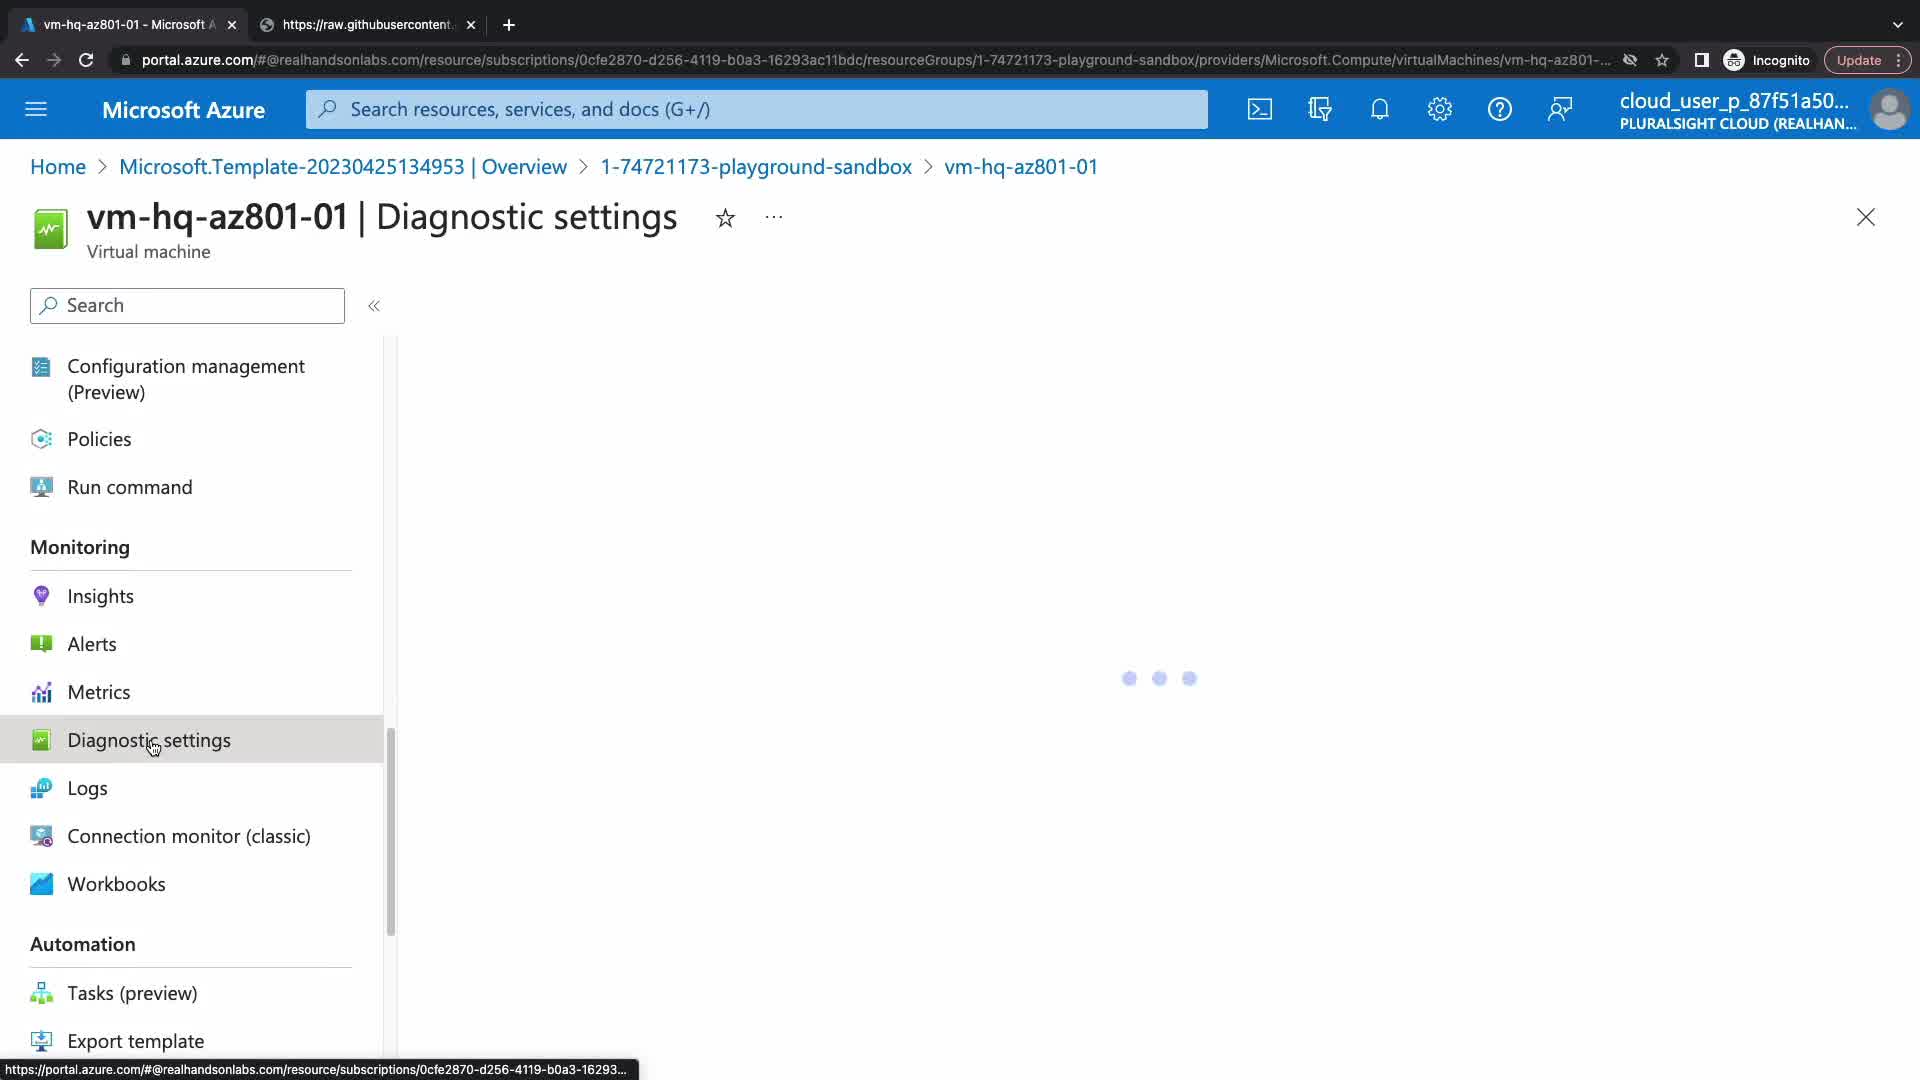 vm-hq-az801-01 - Microsoft A
https://raw.githubusercontent.
portal.azure.com/#@realhandsonlabs.com/resource/subscriptions/0cfe2870-d256-4119-b0a3-16293ac11bdc/resourceGroups/1-74721173-playground-sandbox/providers/Microsoft.Compute/virtualMachines/vm-hq-az801-...
Incognito
Update
Microsoft Azure
Search resources, services, and docs (G+/)
cloud_user_p_87f51a50...
PLURALSIGHT CLOUD (REALHAN...
Home > Microsoft.Template-20230425134953 | Overview > 1-74721173-playground-sandbox > vm-hq-az801-01
vm-hq-az801-01 | Diagnostic settings
Virtual machine
Search
Configuration management
(Preview)
Policies
Run command
Monitoring
Insights
Alerts
Metrics
Diagnostic settings
Logs
Connection monitor (classic)
Workbooks
Automation
Tasks (preview)
Export template
https://portal.azure.com/#@realhandsonlabs.com/resource/subscriptions/0cfe2870-d256-4119-b0a3-16293...